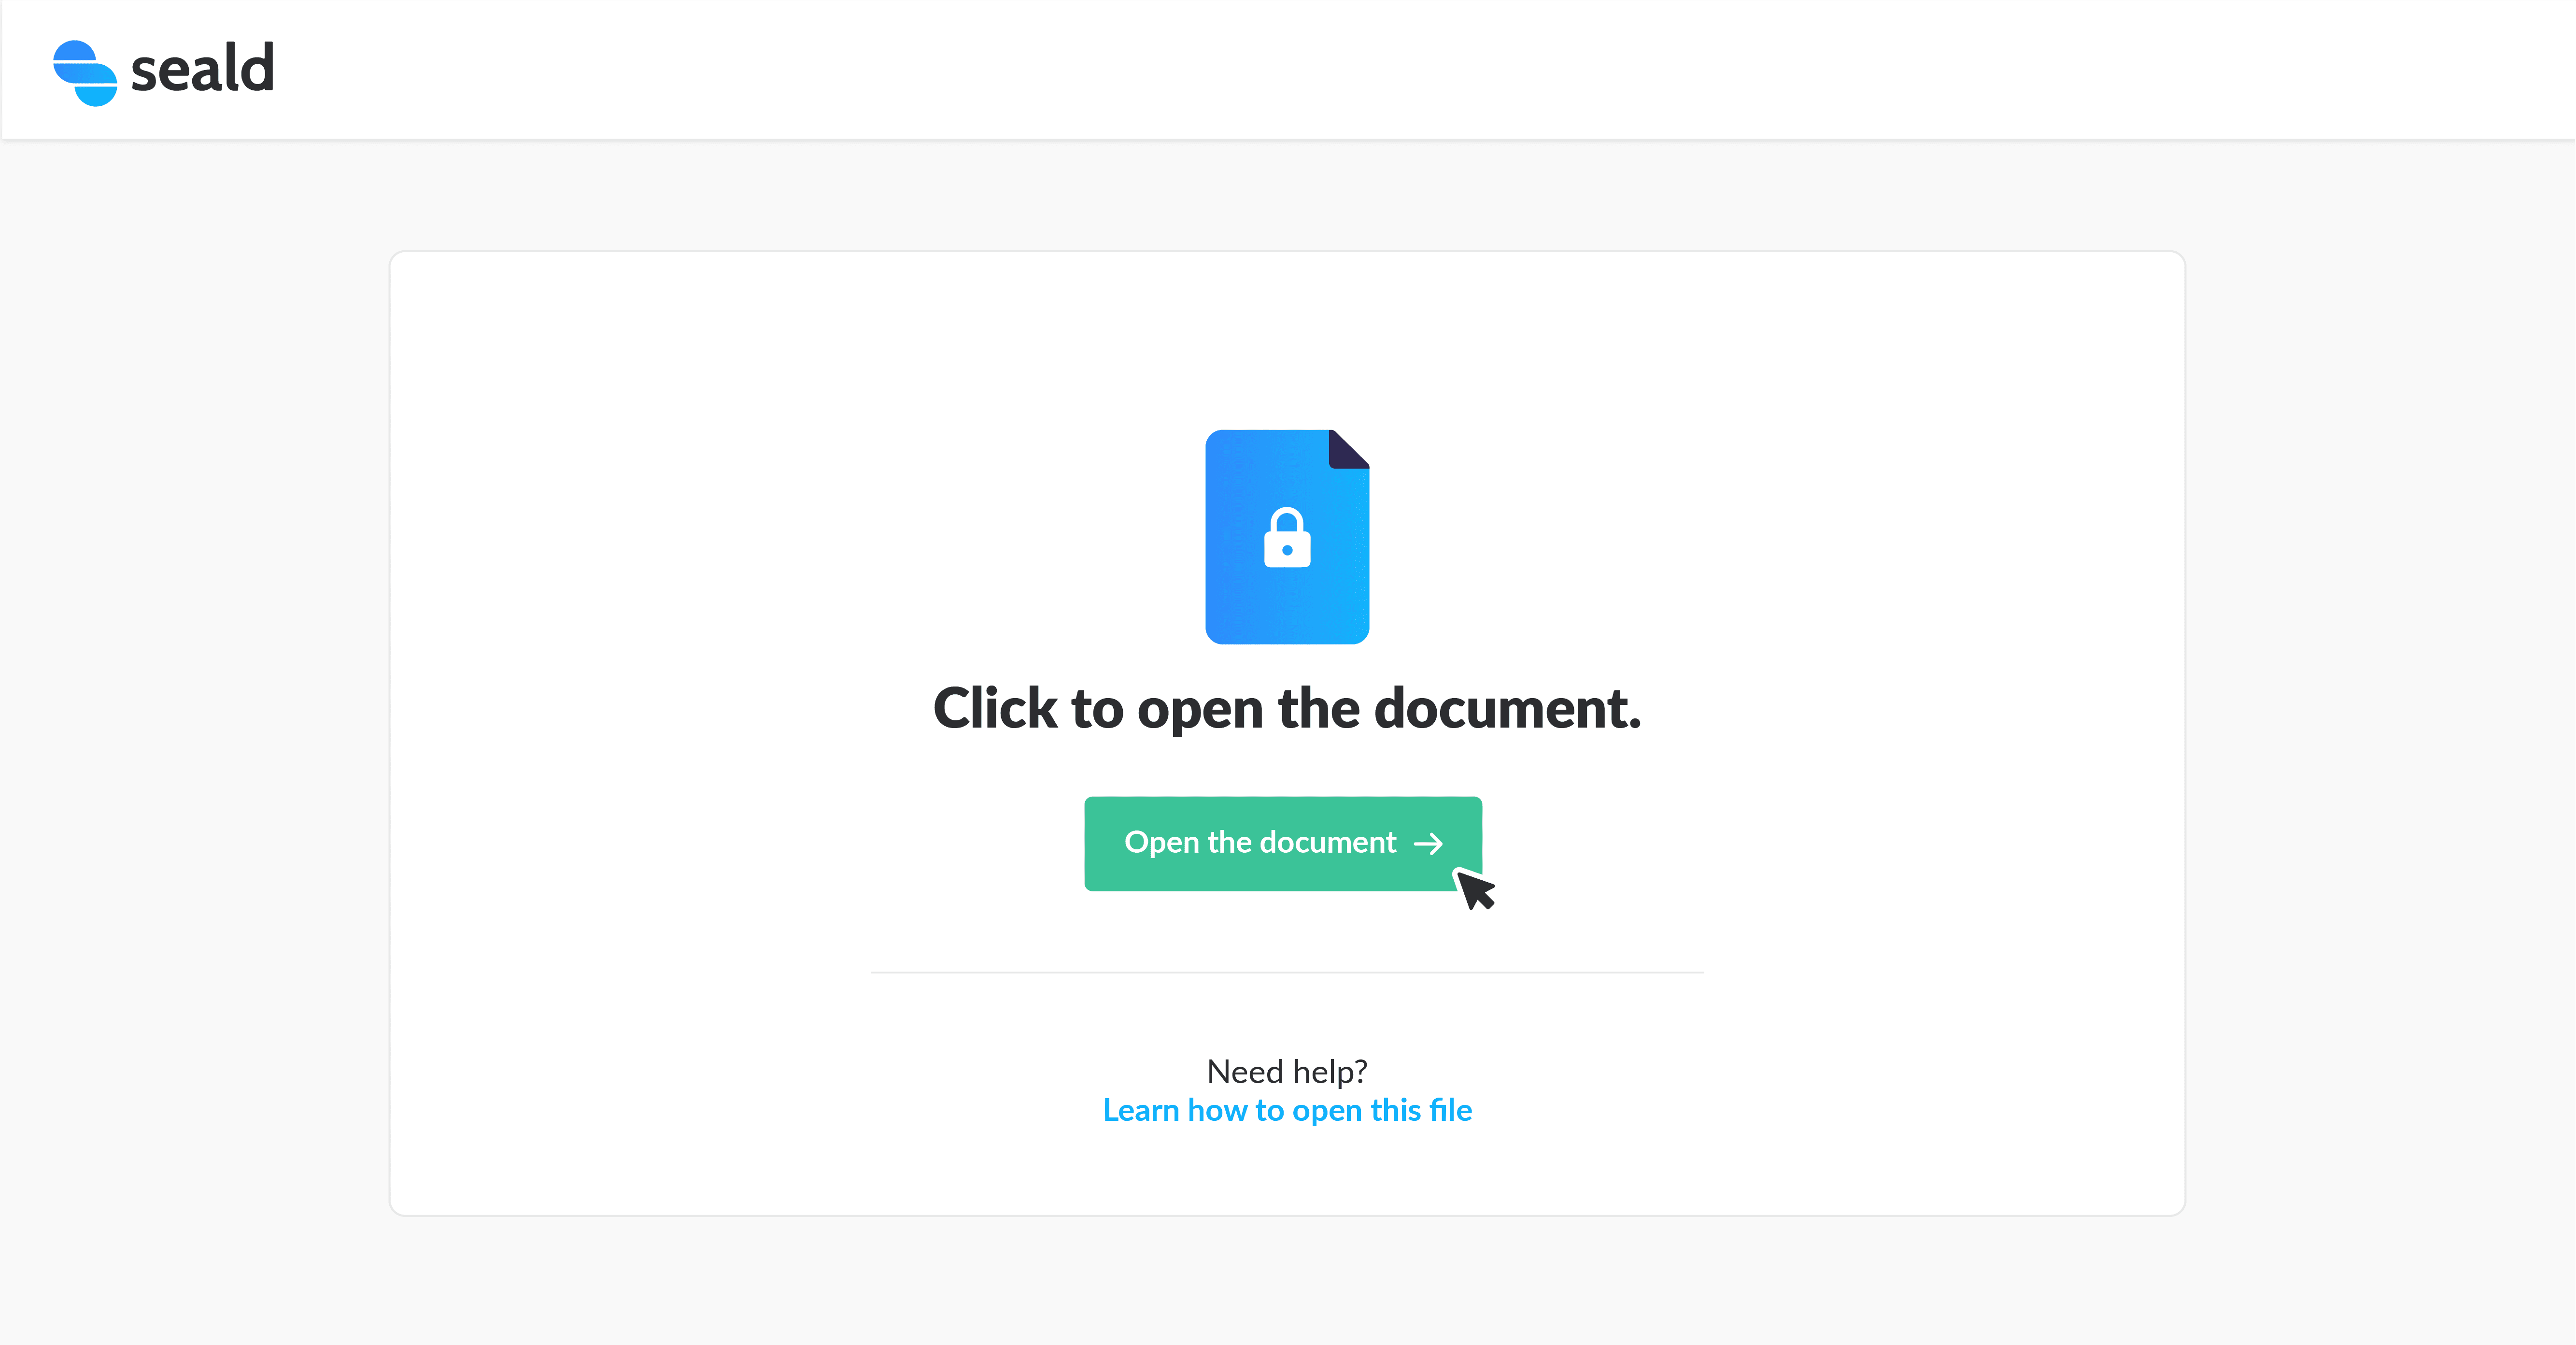 seald
Click to open the document.
Open the document
Need help?
Learn how to open this file